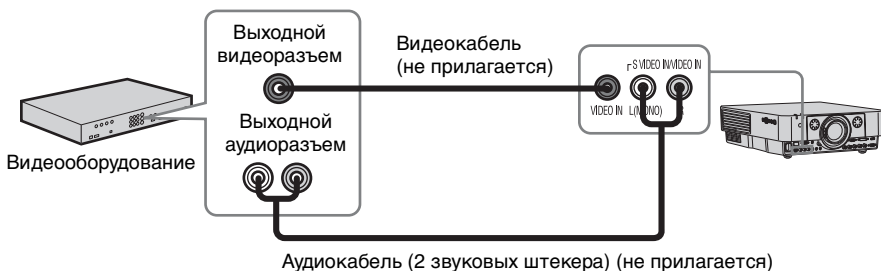 Выходной
видеоразъем
Видеокабель
(не прилагается)
S VIDEO IN/VIDEO IN
VIDEO IN L(MONO)
Выходной
аудиоразъем
Видеооборудование
Аудиокабель (2 звуковых штекера) (не прилагается)